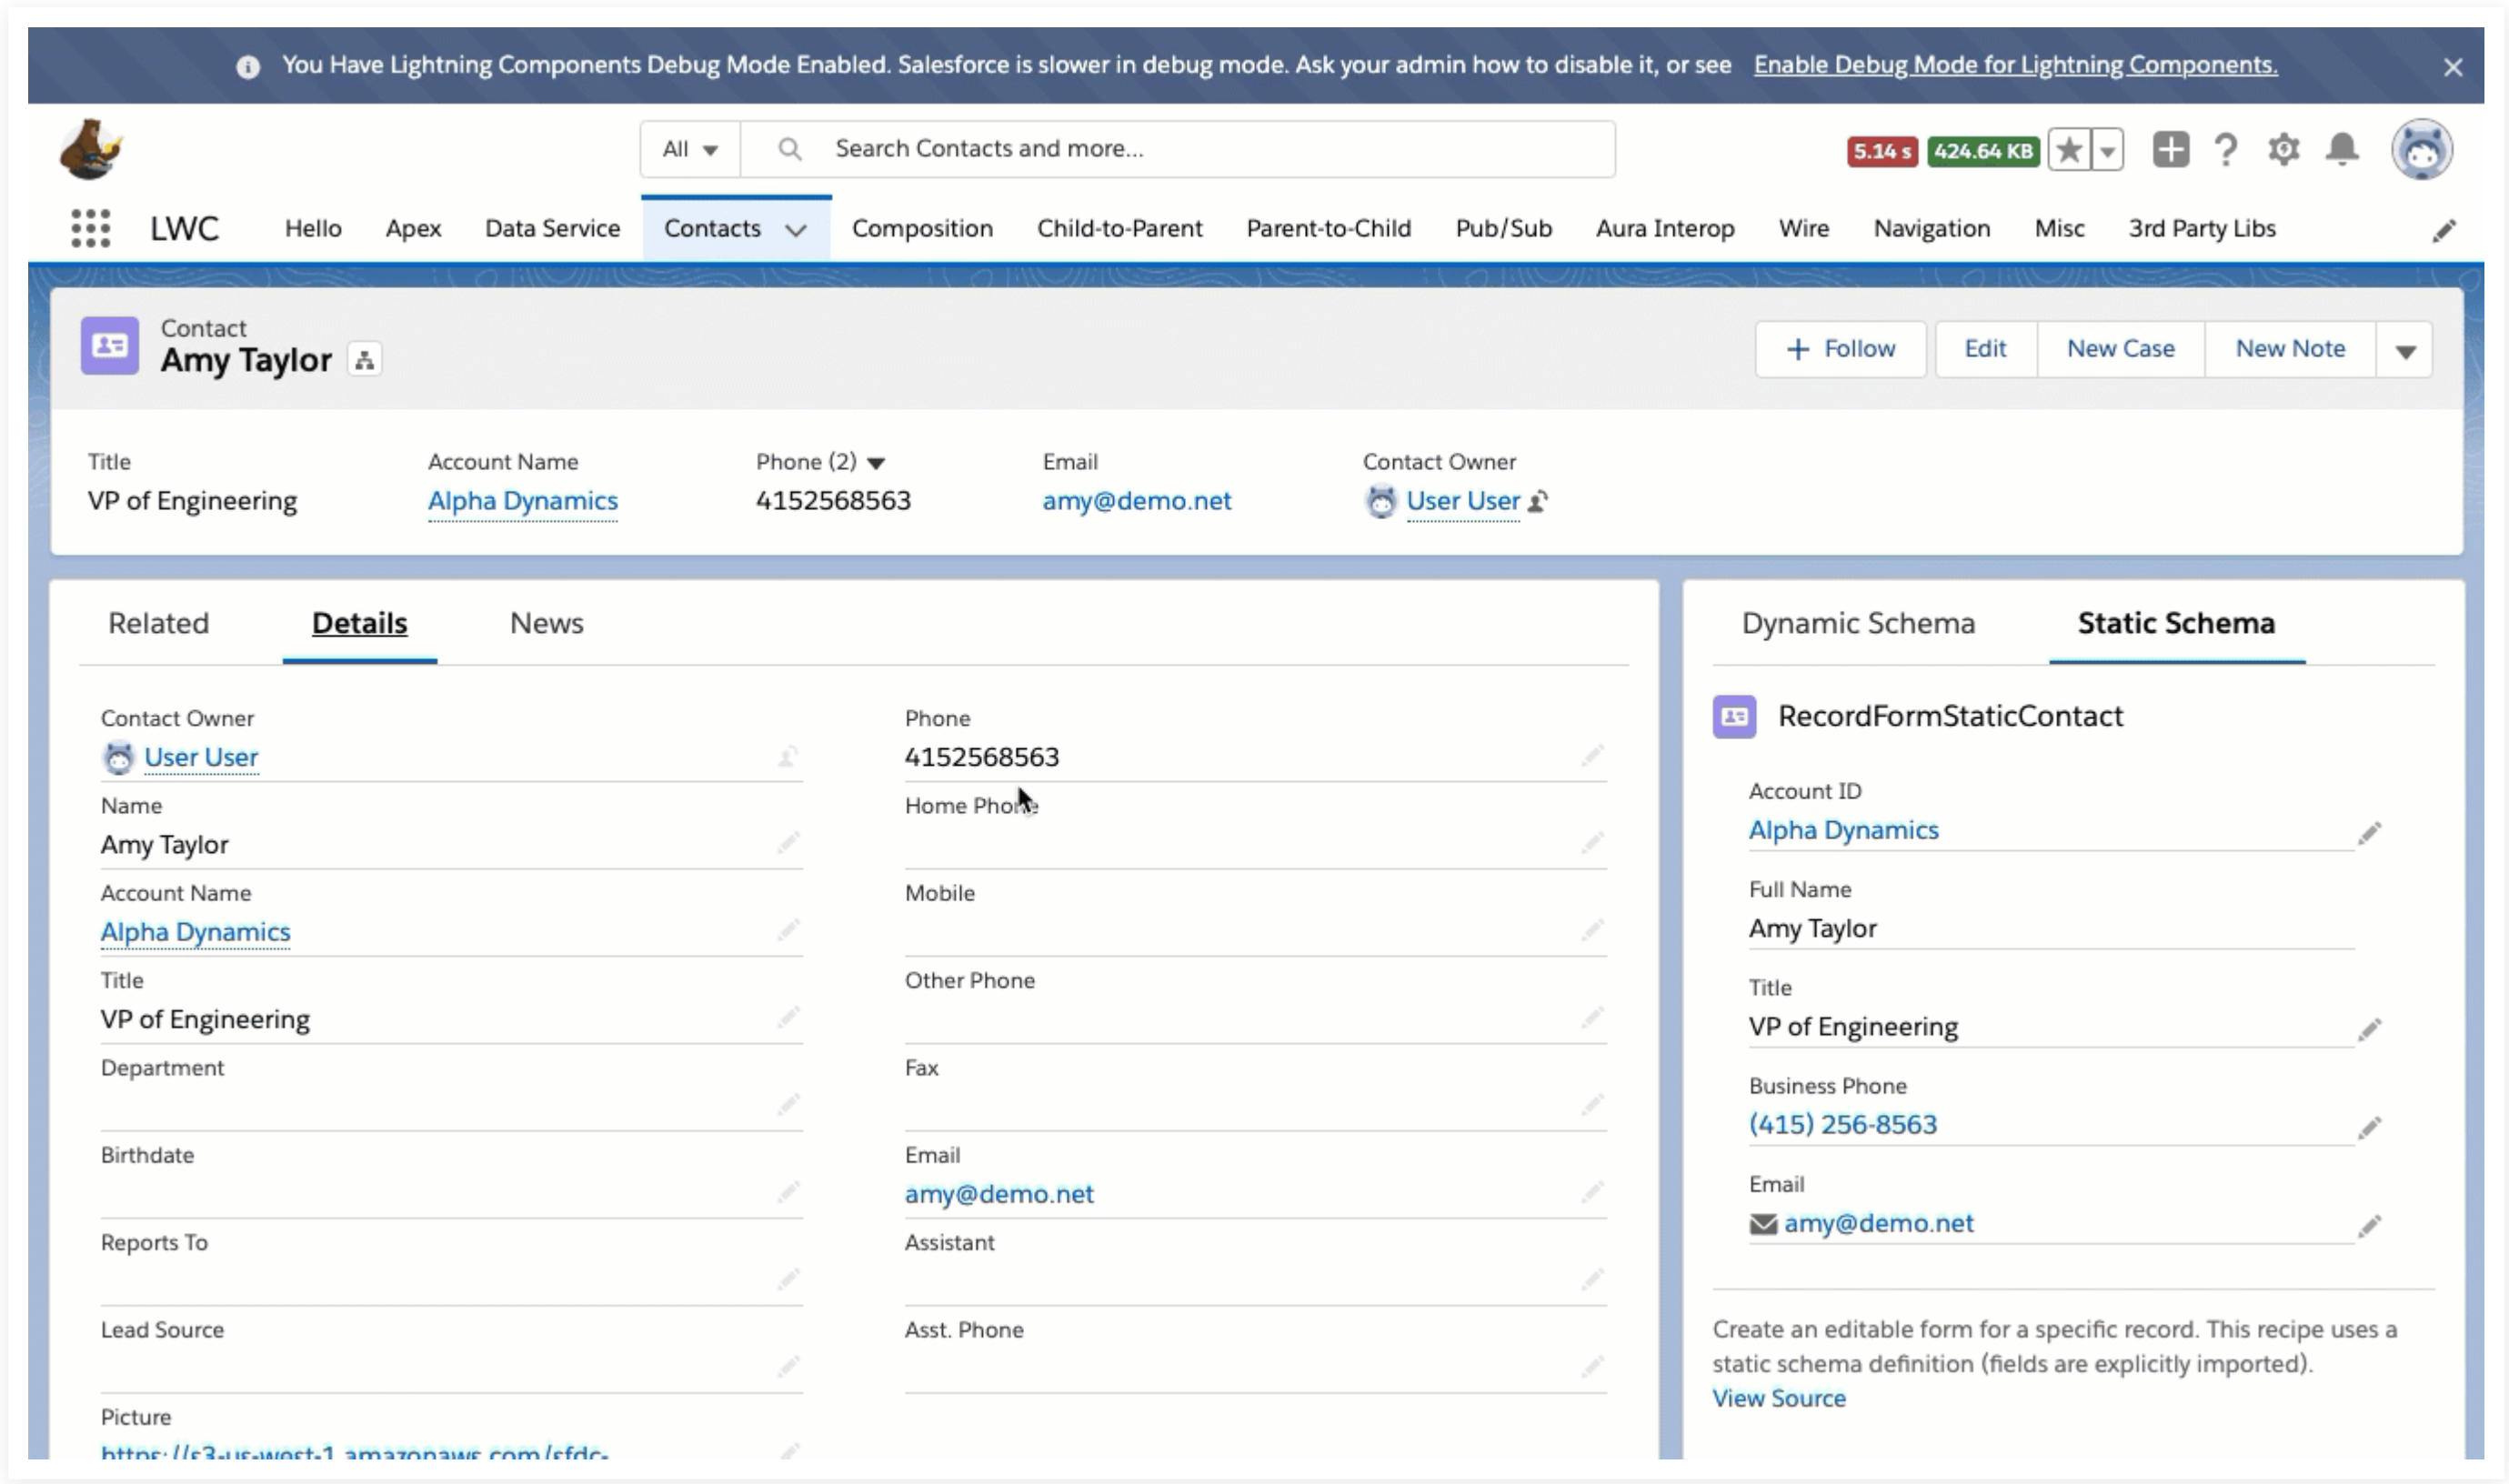 You Have Lightning Components Debug Mode Enabled. Salesforce is slower in debug mode. Ask your admin how to disable it, or see Enable Debug Mode for Lightning Components.
All Search Contacts and more... 5.14 s 424.64 KB
LWC Hello Apex Data Service Contacts Composition Child-to-Parent Parent-to-Child Pub/Sub Aura Interop Wire Navigation Misc 3rd Party Libs
Contact
Amy Taylor
+ Follow Edit New Case New Note
Title Account Name Phone (2) Email Contact Owner
VP of Engineering Alpha Dynamics 4152568563 amy@demo.net User User
Related Details News
Contact Owner
User User
Name
Amy Taylor
Account Name
Alpha Dynamics
Title
VP of Engineering
Department
Birthdate
Reports To
Lead Source
Picture
https://s3-us-west-1.amazonaws.com/sfdc-
Phone
4152568563
Home Phone
Mobile
Other Phone
Fax
Email
amy@demo.net
Assistant
Asst. Phone
Dynamic Schema Static Schema
RecordFormStaticContact
Account ID
Alpha Dynamics
Full Name
Amy Taylor
Title
VP of Engineering
Business Phone
(415) 256-8563
Email
amy@demo.net
Create an editable form for a specific record. This recipe uses a
static schema definition (fields are explicitly imported).
View Source